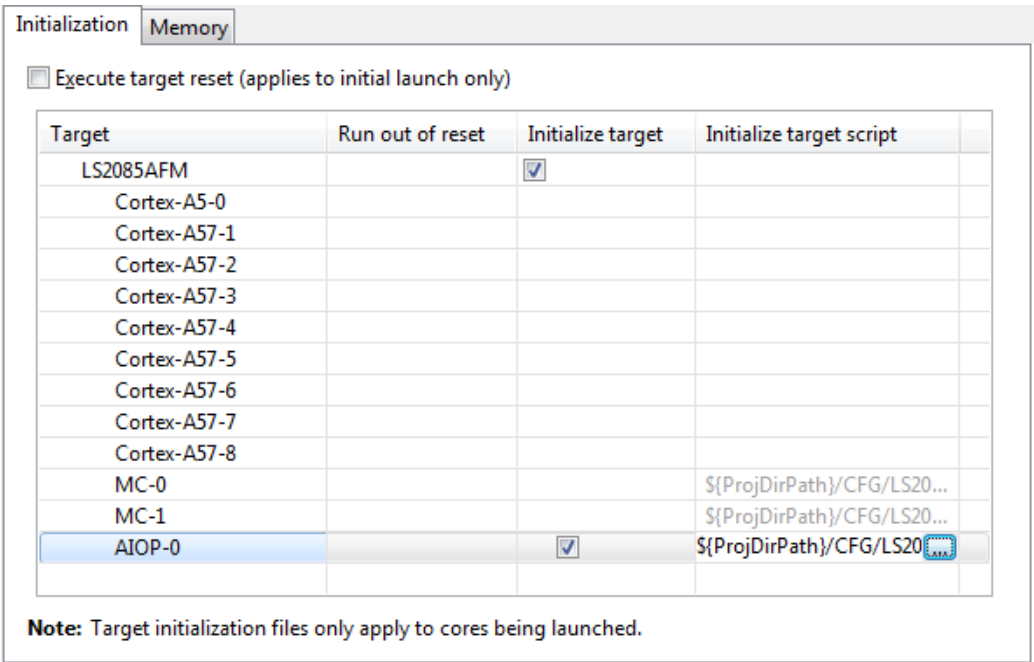 Initialization Memory
Execute target reset (applies to initial launch only)
Target Run out of reset Initialize target Initialize target script
LS2085AFM
Cortex-A5-0
Cortex-A57-1
Cortex-A57-2
Cortex-A57-3
Cortex-A57-4
Cortex-A57-5
Cortex-A57-6
Cortex-A57-7
Cortex-A57-8
MC-0 ${ProjDirPath}/CFG/LS20...
MC-1 ${ProjDirPath}/CFG/LS20...
AIOP-0 ${ProjDirPath}/CFG/LS20 ...
Note: Target initialization files only apply to cores being launched.